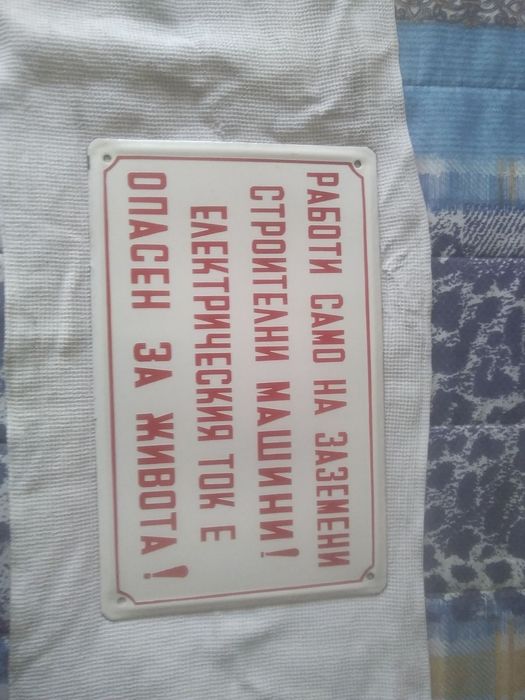 РАБОТИ САМО НА ЗАЗЕМЕНИ
СТРОИТЕЛНИ МАШИНИ!
ЕЛЕКТРИЧЕСКИЯ ТОК Е
ОПАСЕН ЗА ЖИВОТА!